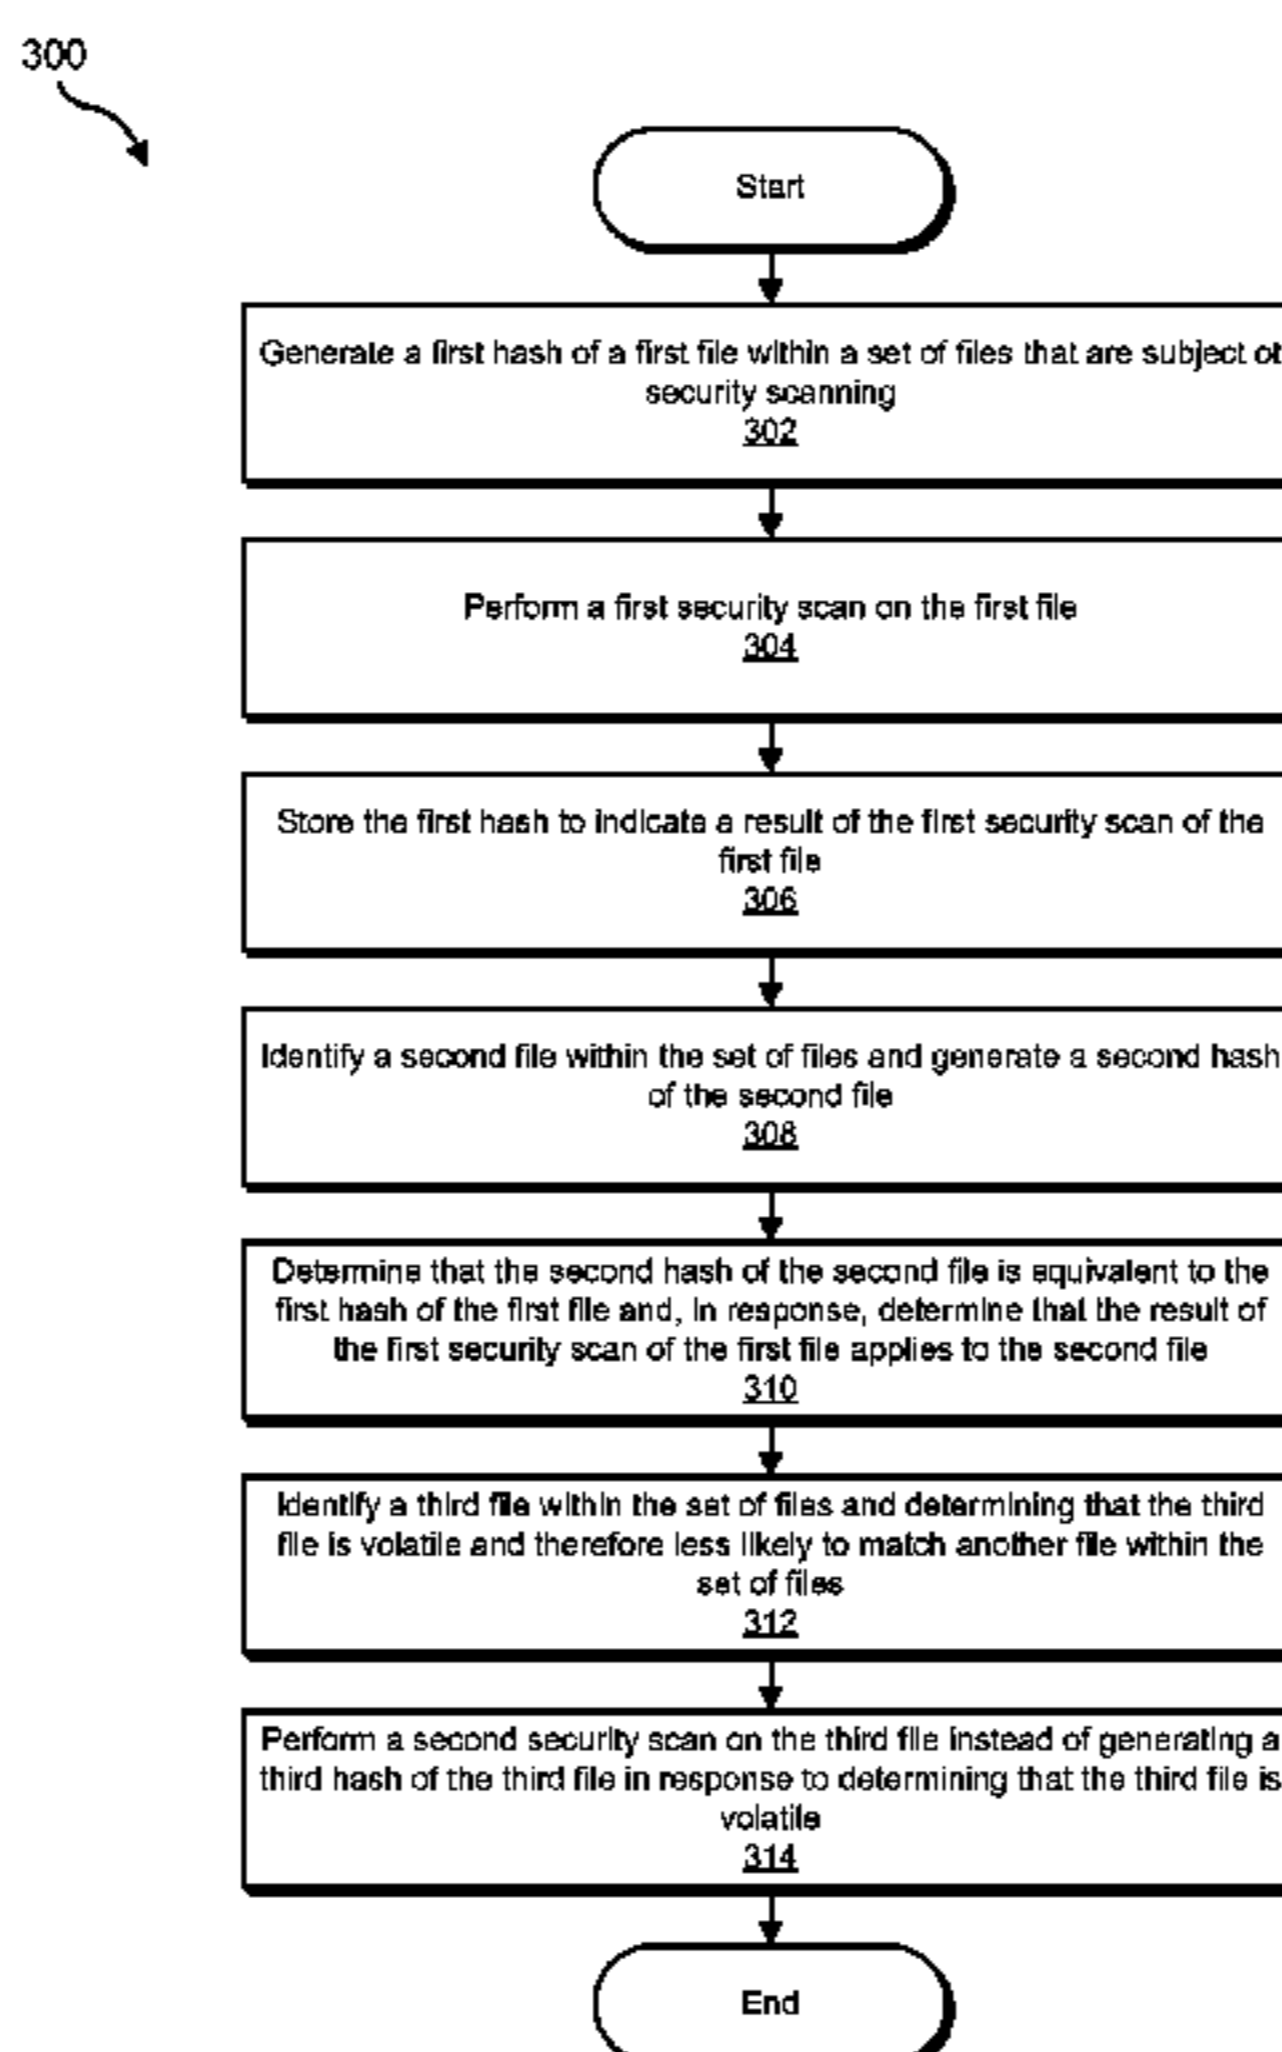 300
Start
Generate a first hash of a first file within a set of files that are subject of
security scanning
302
Perform a first security scan on the first file
304
Store the first hash to indicate a result of the first security scan of the
first file
306
Identify a second file within the set of files and generate a second hash
of the second file
308
Determine that the second hash of the second file is equivalent to the
first hash of the first file and, in response, determine that the result of
the first security scan of the first file applies to the second file
310
Identify a third file within the set of files and determining that the third
file is volatile and therefore less likely to match another file within the
set of files
312
Perform a second security scan on the third file instead of generating a
third hash of the third file in response to determining that the third file is
volatile
314
End